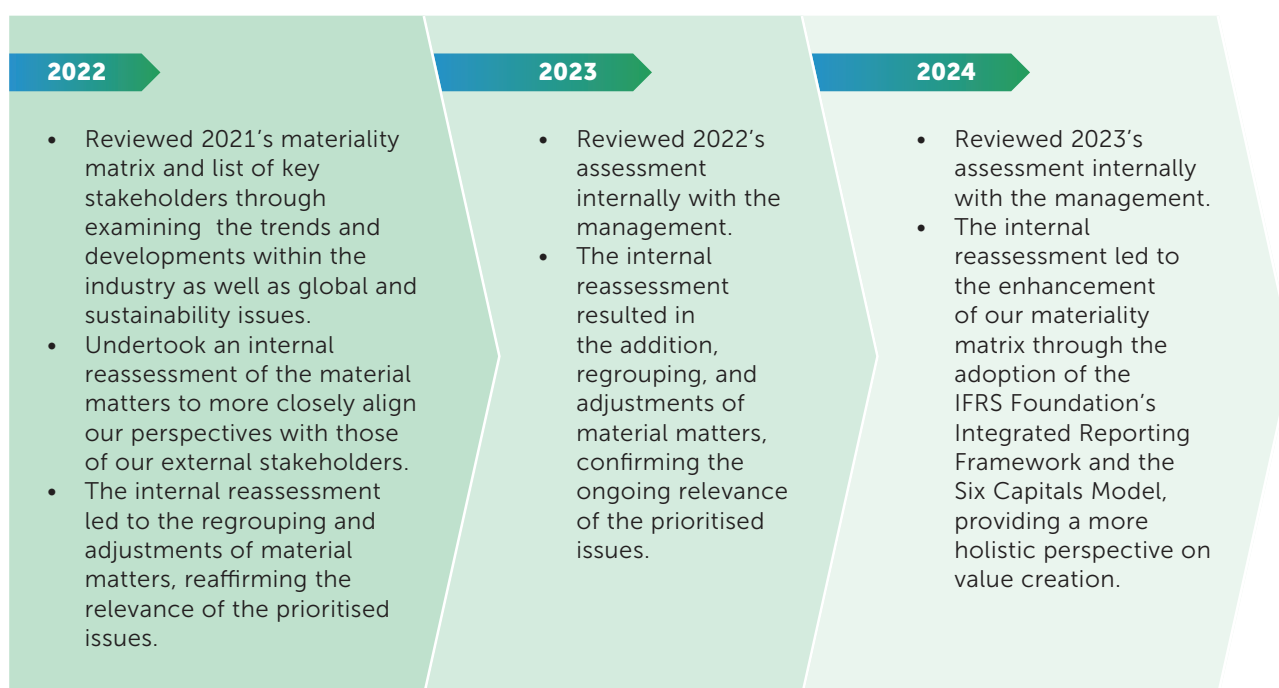 2022
• Reviewed 2021’s materiality
matrix and list of key
stakeholders through
examining  the trends and
developments within the
industry as well as global and
sustainability issues.
• Undertook an internal
reassessment of the material
matters to more closely align
our perspectives with those
of our external stakeholders.
• The internal reassessment
led to the regrouping and
adjustments of material
matters, reaffirming the
relevance of the prioritised
issues.
2023
• Reviewed 2022’s
assessment
internally with the
management.
• The internal
reassessment
resulted in
the addition,
regrouping, and
adjustments of
material matters,
confirming the
ongoing relevance
of the prioritised
issues.
2024
• Reviewed 2023’s
assessment internally
with the management.
• The internal
reassessment led to
the enhancement
of our materiality
matrix through the
adoption of the
IFRS Foundation’s
Integrated Reporting
Framework and the
Six Capitals Model,
providing a more
holistic perspective on
value creation.